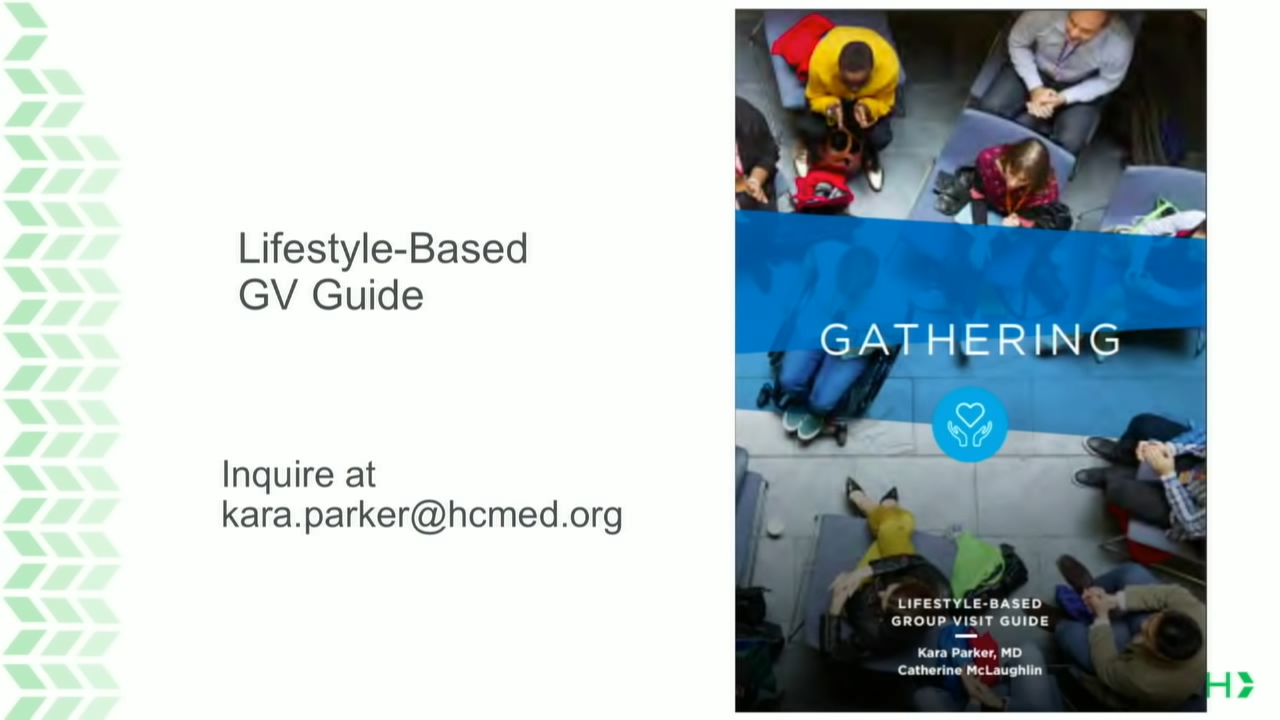 Lifestyle-Based
GV Guide
Inquire at
kara.parker@hcmed.org
GATHERING
LIFESTYLE-BASED
GROUP VISIT GUIDE
Kara Parker, MD
Catherine McLaughlin
H